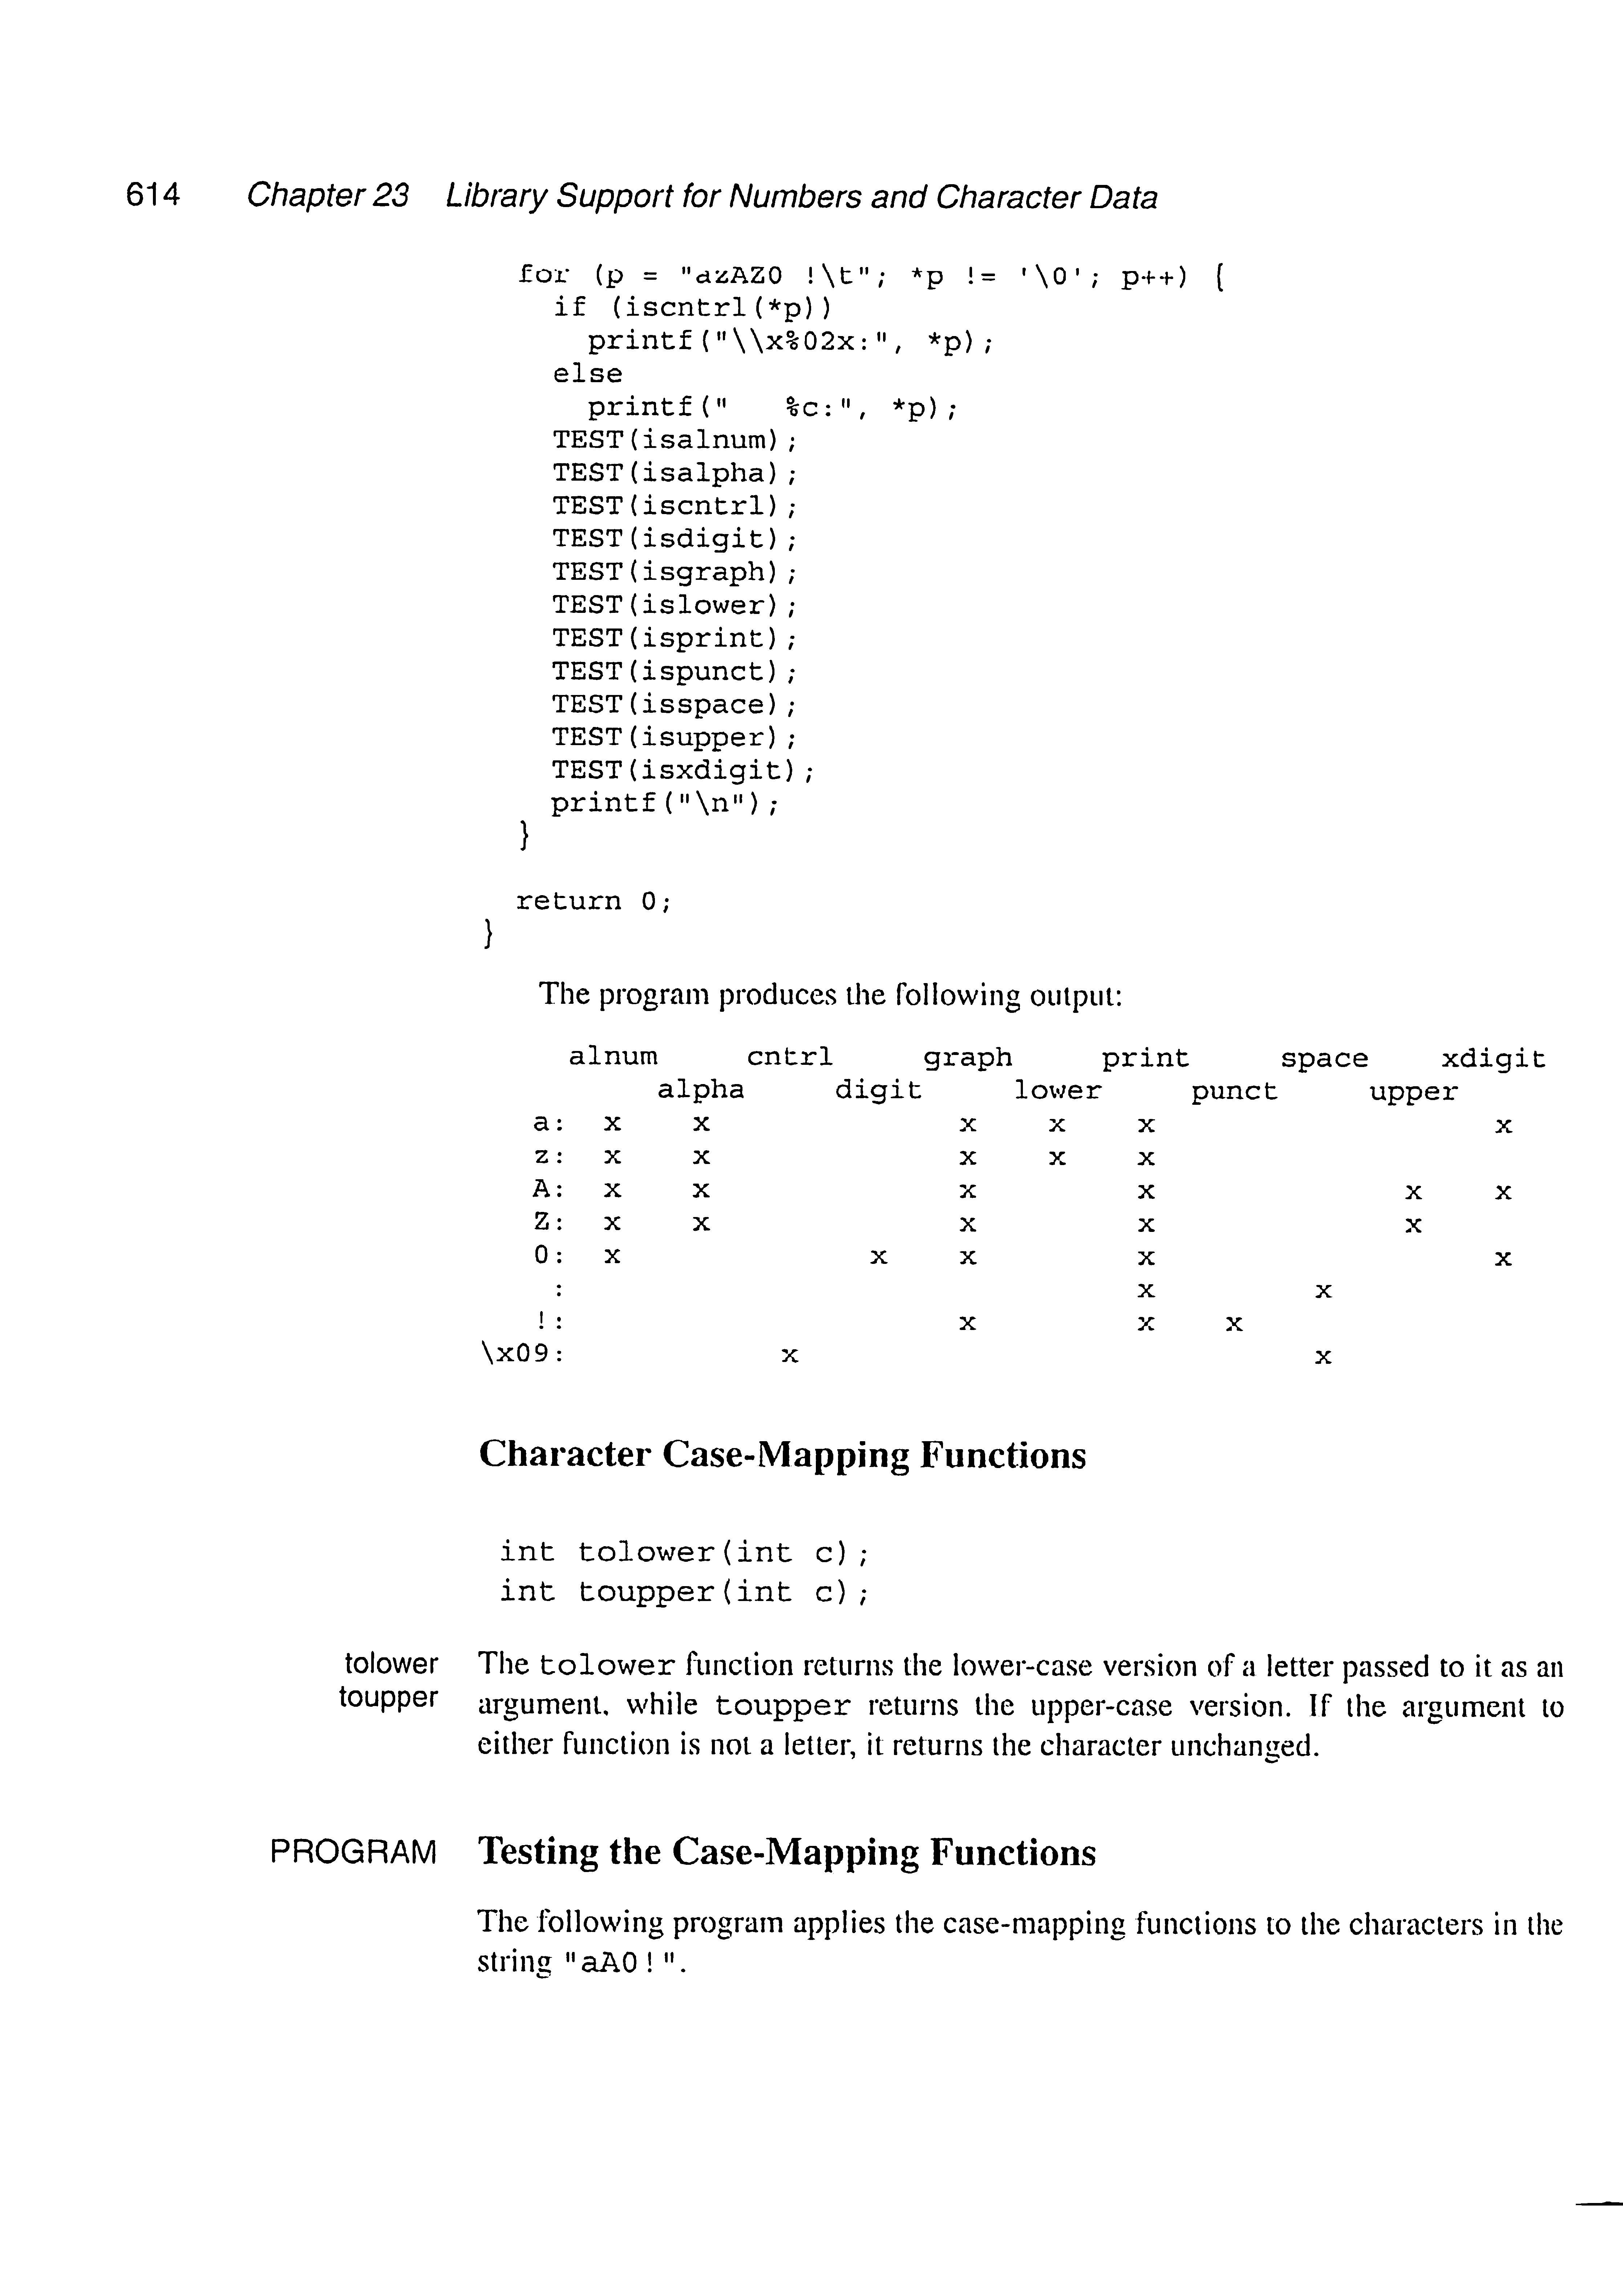 614 Chapter 23 Library Support for Numbers and Character Data
for (p = "azAZ0 !\t"; *p != '\0'; p++) {
  if (iscntrl(*p))
    printf("\\x%02x:", *p);
  else
    printf("   %c:", *p);
  TEST(isalnum);
  TEST(isalpha);
  TEST(iscntrl);
  TEST(isdigit);
  TEST(isgraph);
  TEST(islower);
  TEST(isprint);
  TEST(ispunct);
  TEST(isspace);
  TEST(isupper);
  TEST(isxdigit);
  printf("\n");
}
return 0;
}
The program produces the following output:
     alnum     cntrl     graph     print     space    xdigit
          alpha     digit     lower     punct     upper
   a:  x    x              x    x    x                   x
   z:  x    x              x    x    x
   A:  x    x              x         x              x    x
   Z:  x    x              x         x              x
   0:  x         x    x         x                   x
    :                                x         x
   !:                      x         x    x
\x09:            x                             x
Character Case-Mapping Functions
int tolower(int c);
int toupper(int c);
tolower The tolower function returns the lower-case version of a letter passed to it as an
toupper argument, while toupper returns the upper-case version. If the argument to
either function is not a letter, it returns the character unchanged.
PROGRAM Testing the Case-Mapping Functions
The following program applies the case-mapping functions to the characters in the
string "aA0!".